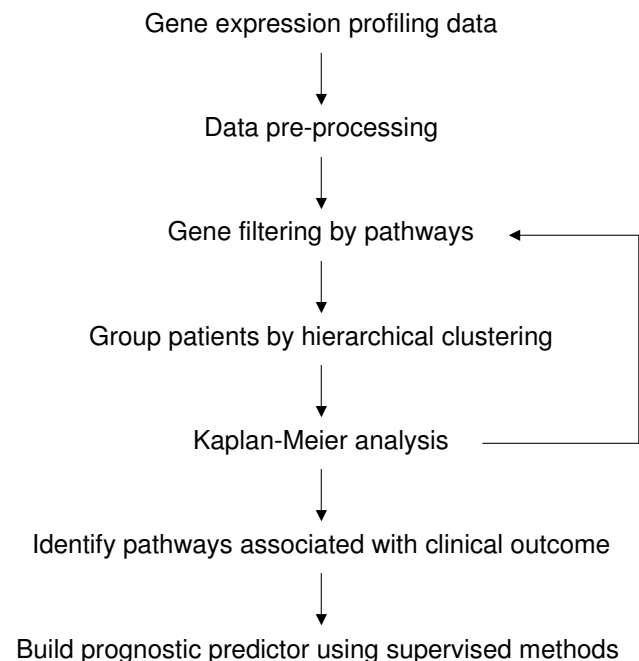 Gene expression profiling data
Data pre-processing
Gene filtering by pathways
Group patients by hierarchical clustering
Kaplan-Meier analysis
Identify pathways associated with clinical outcome
Build prognostic predictor using supervised methods